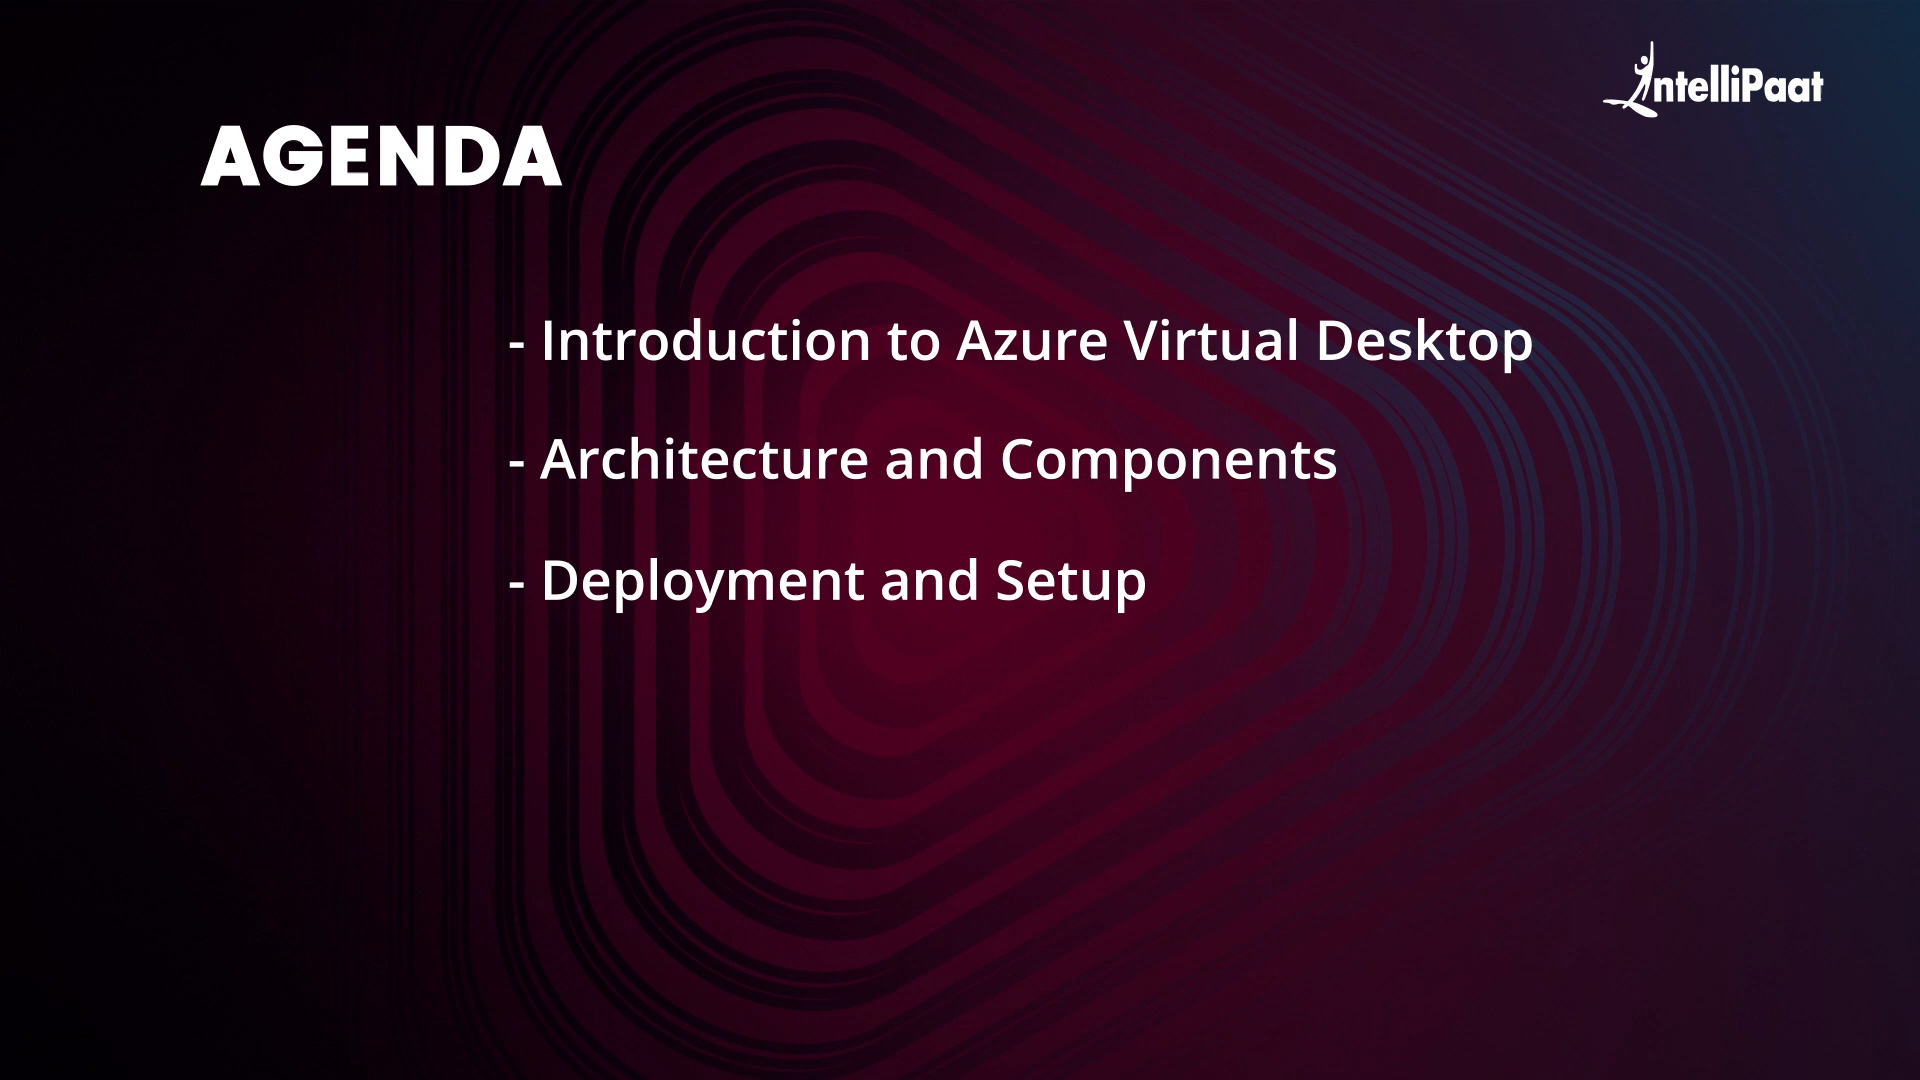 IntelliPaat
AGENDA
- Introduction to Azure Virtual Desktop
- Architecture and Components
- Deployment and Setup